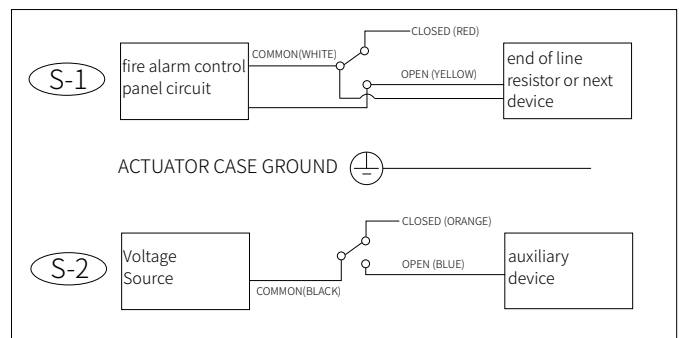 CLOSED (RED)
COMMON(WHITE)
S-1
fire alarm control
panel circuit
OPEN (YELLOW)
end of line
resistor or next
device
ACTUATOR CASE GROUND
CLOSED (ORANGE)
S-2
Voltage
Source
OPEN (BLUE)
auxiliary
device
COMMON(BLACK)